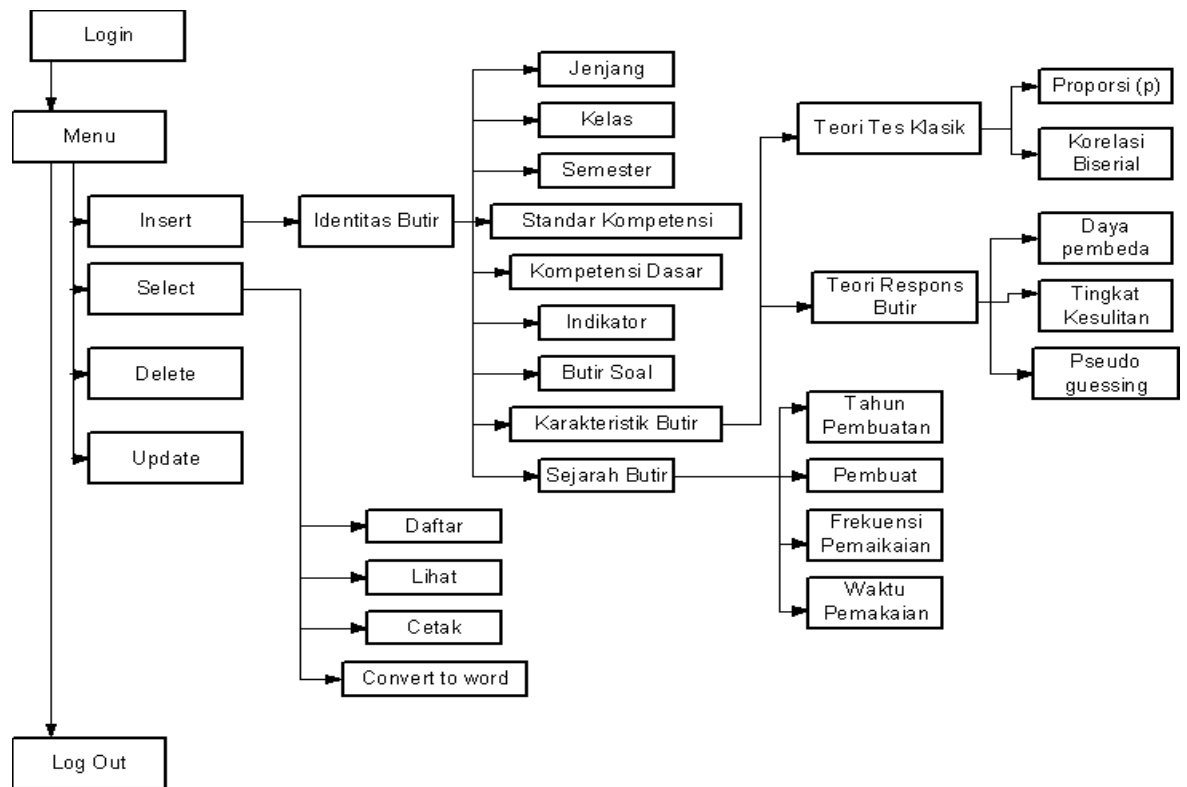 Login
Menu
Insert
Select
Delete
Update
Log Out
Identitas Butir
Jenjang
Kelas
Semester
Standar Kompetensi
Kompetensi Dasar
Indikator
Butir Soal
Karakteristik Butir
Sejarah Butir
Daftar
Lihat
Cetak
Convert to word
Teori Tes Klasik
Teori Respons
Butir
Tahun
Pembuatan
Pembuat
Frekuensi
Pemaikaian
Waktu
Pemakaian
Proporsi (p)
Korelasi
Biserial
Daya
pembeda
Tingkat
Kesulitan
Pseudo
guessing